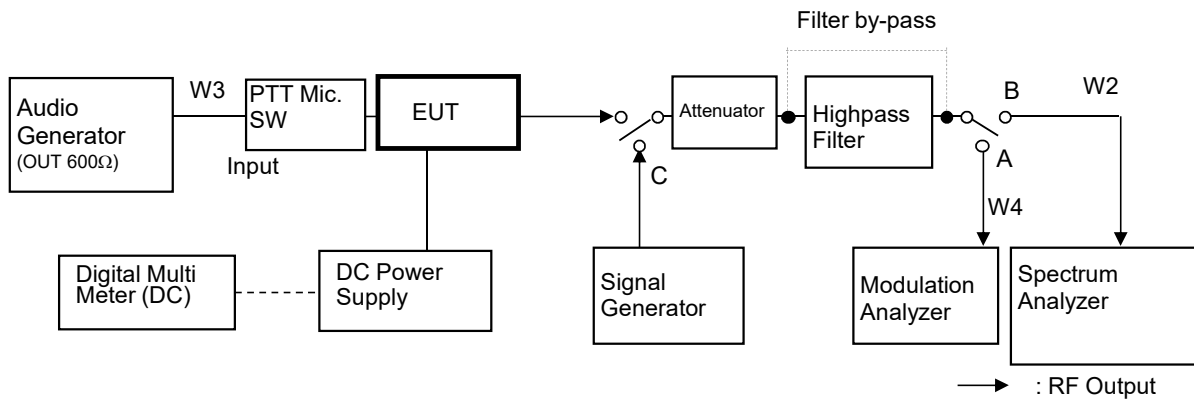 Filter by-pass
W3
Audio
Generator
(OUT 600Ω)
PTT Mic.
SW
Input
EUT
C
Attenuator
Highpass
Filter
B
A
W2
W4
Digital Multi
Meter (DC)
DC Power
Supply
Signal
Generator
Modulation
Analyzer
Spectrum
Analyzer
: RF Output